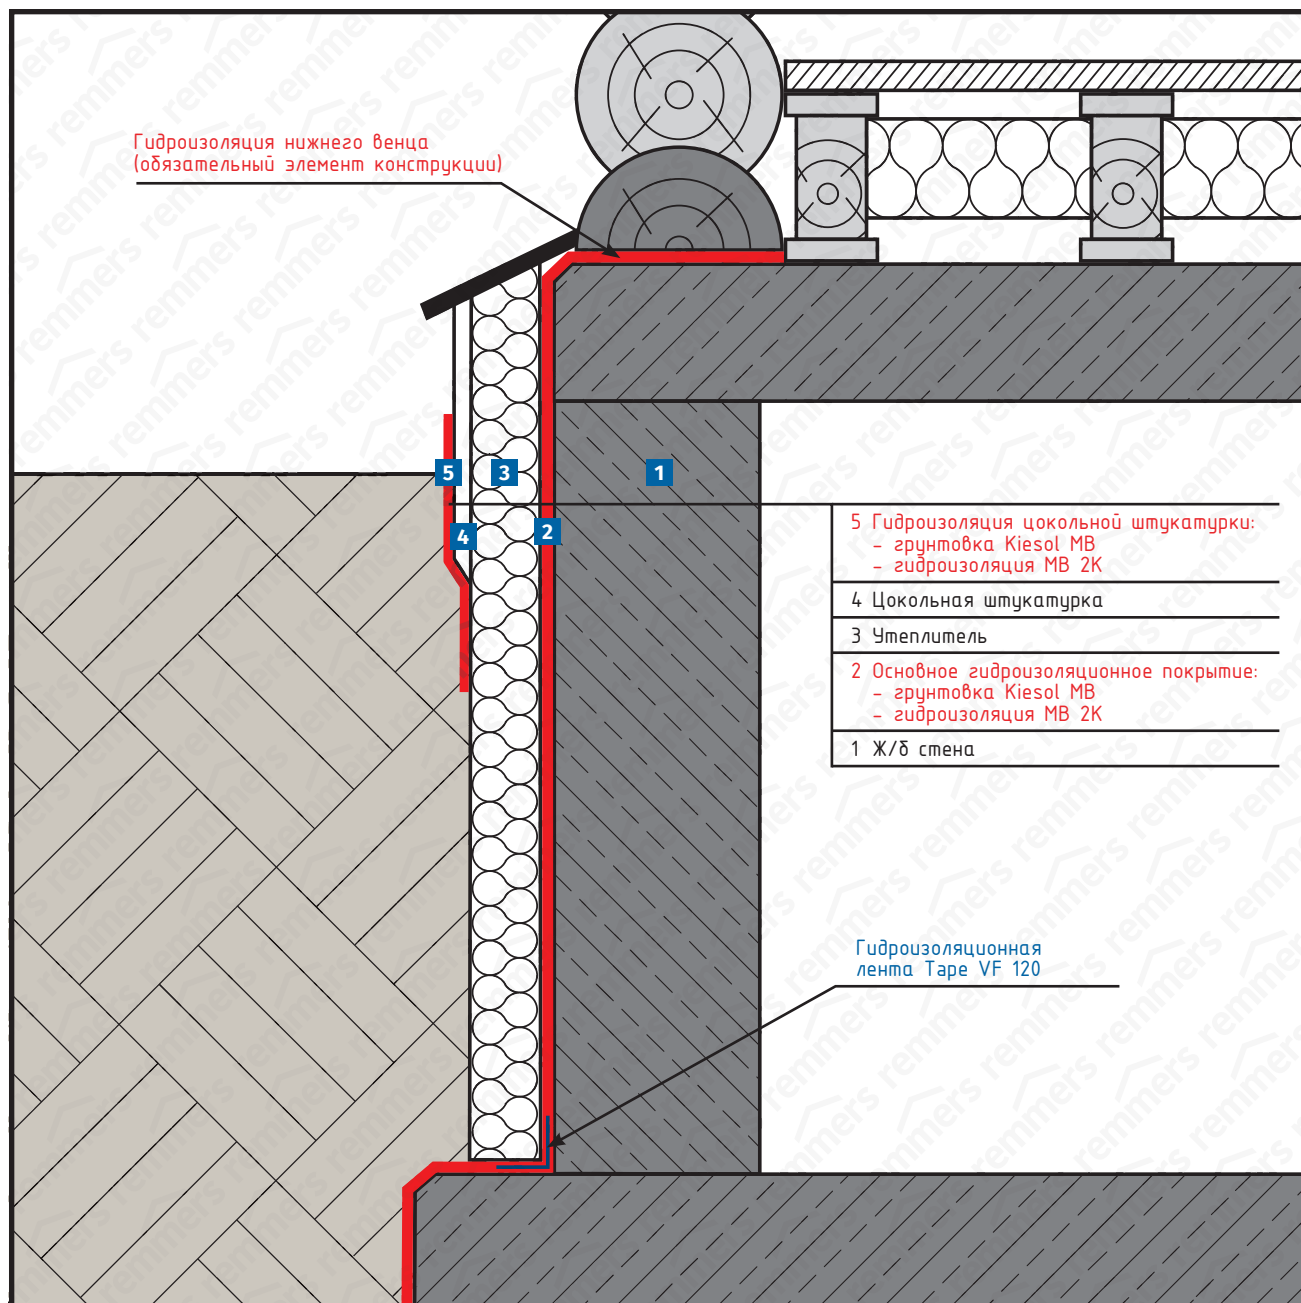 Гидроизоляция нижнего венца
(обязательный элемент конструкции)
5
3
1
4
2
5 Гидроизоляция цокольной штукатурки:
- грунтовка Kiesol MB
- гидроизоляция MB 2K
4 Цокольная штукатурка
3 Утеплитель
2 Основное гидроизоляционное покрытие:
- грунтовка Kiesol MB
- гидроизоляция MB 2K
1 Ж/б стена
Гидроизоляционная
лента Tape VF 120
remmers